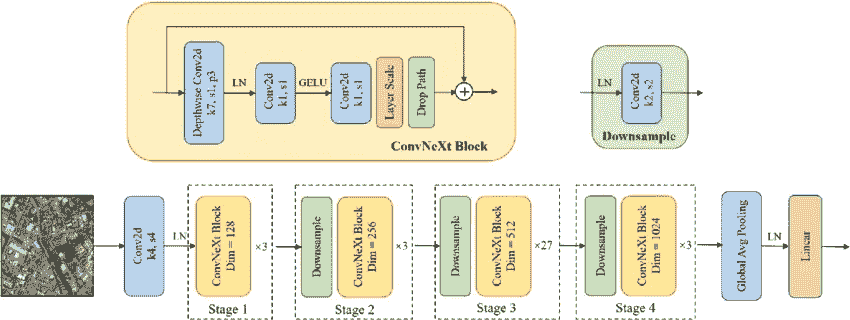 Depthwise Conv2d
k7, s1, p3
LN
Conv2d
k1, s1
GELU
Conv2d
k1, s1
Layer Scale
Drop Path
ConvNeXt Block
LN
Conv2d
k2, s2
Downsample
Conv2d
k4, s4
LN
ConvNeXt Block
Dim = 128
×3
Stage 1
Downsample
ConvNeXt Block
Dim = 256
×3
Stage 2
Downsample
ConvNeXt Block
Dim = 512
×27
Stage 3
Downsample
ConvNeXt Block
Dim = 1024
×3
Stage 4
Global Avg Pooling
LN
Linear